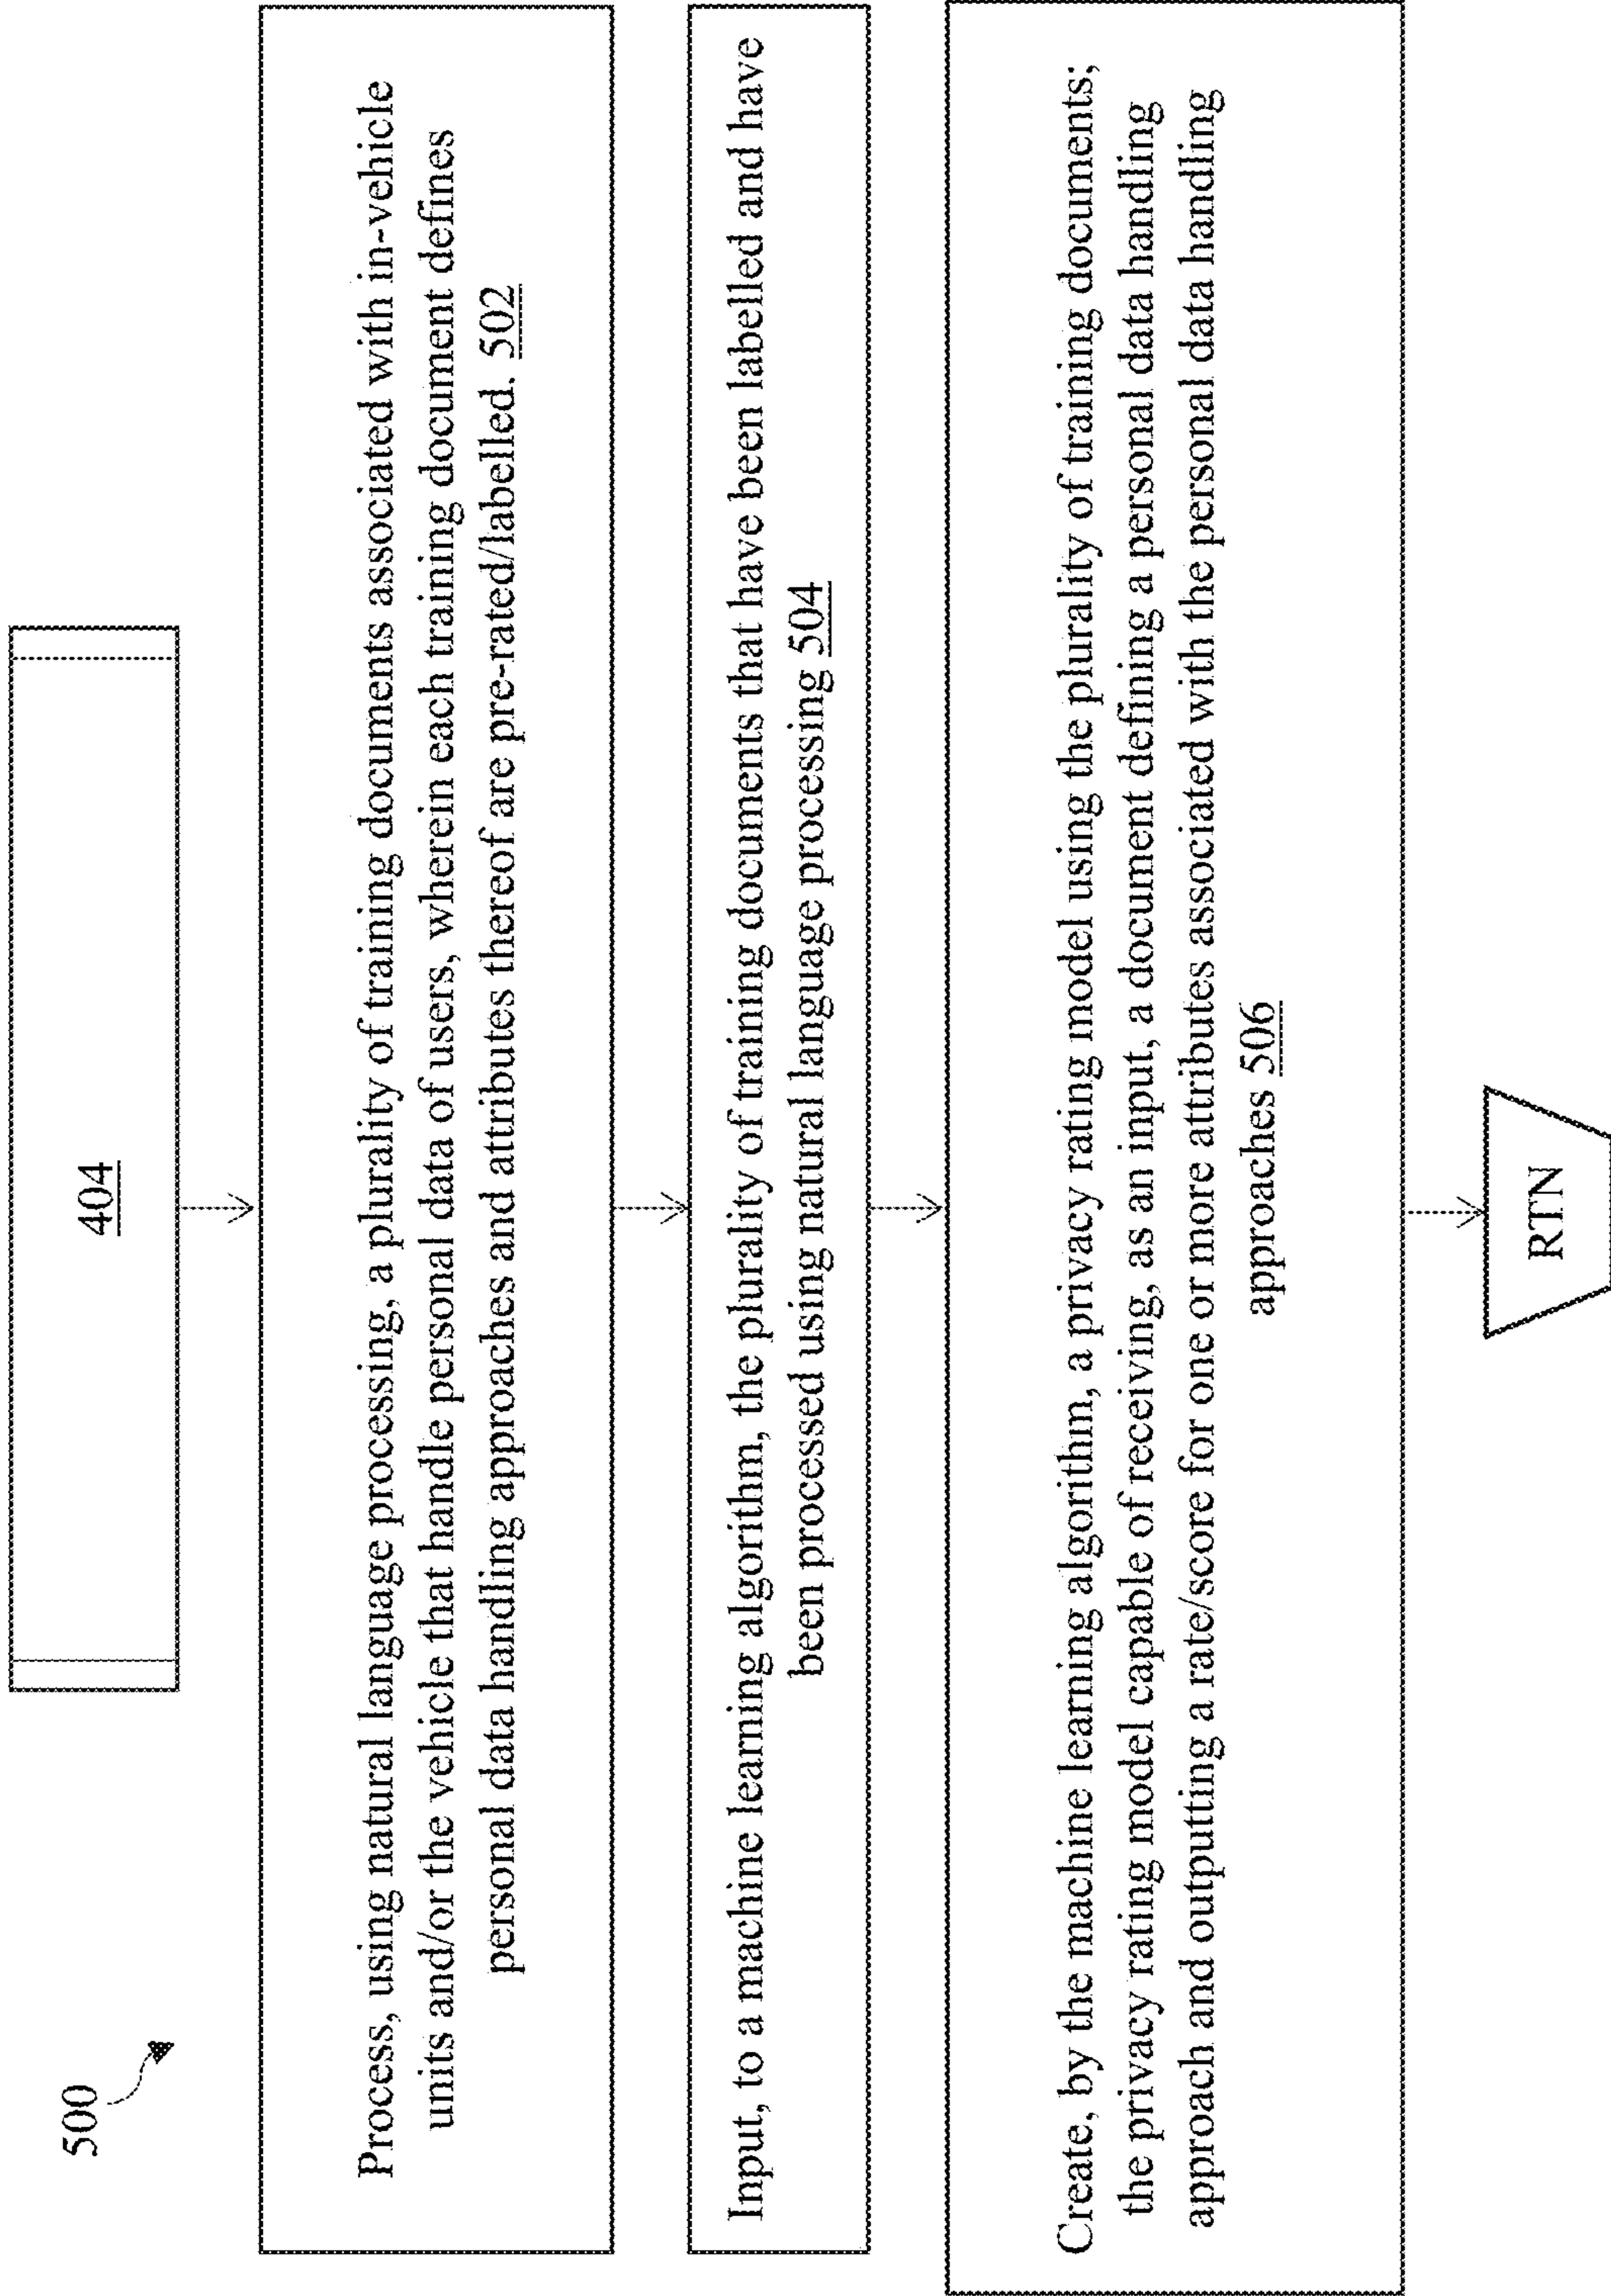 500
404
Process, using natural language processing, a plurality of training documents associated with in-vehicle
units and/or the vehicle that handle personal data of users, wherein each training document defines
personal data handling approaches and attributes thereof are pre-rated/labelled. 502
Input, to a machine learning algorithm, the plurality of training documents that have been labelled and have
been processed using natural language processing 504
Create, by the machine learning algorithm, a privacy rating model using the plurality of training documents;
the privacy rating model capable of receiving, as an input, a document defining a personal data handling
approach and outputting a rate/score for one or more attributes associated with the personal data handling
approaches 506
RTN